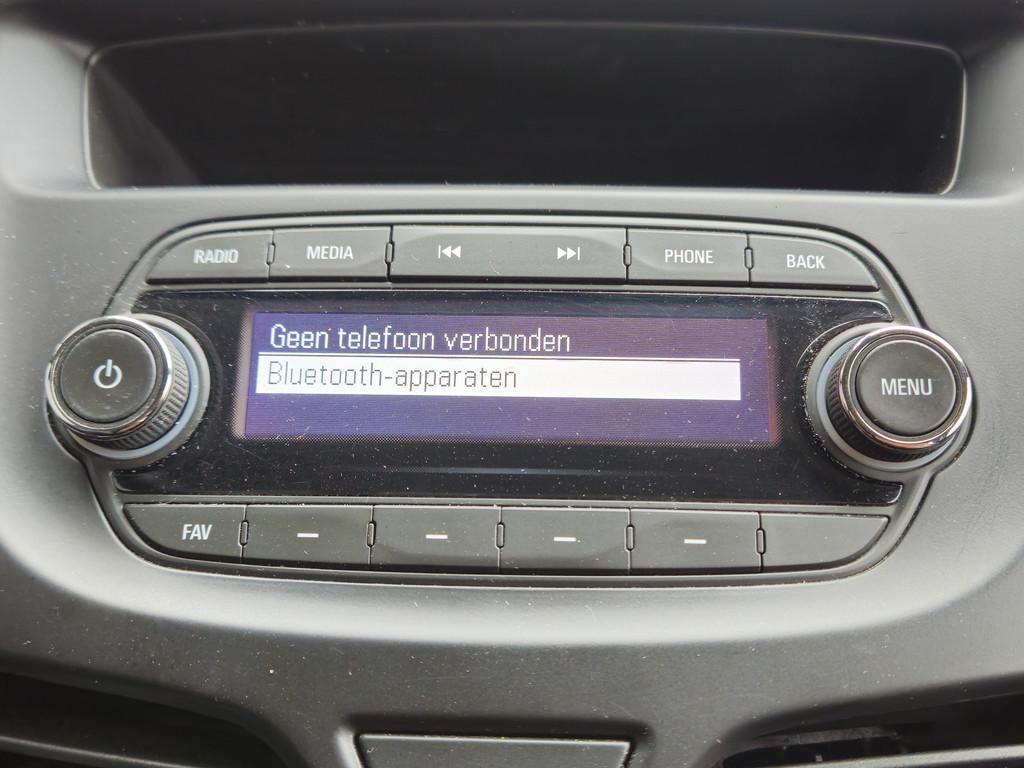 RADIO
MEDIA
PHONE
BACK
Geen telefoon verbonden
Bluetooth-apparaten
MENU
FAV